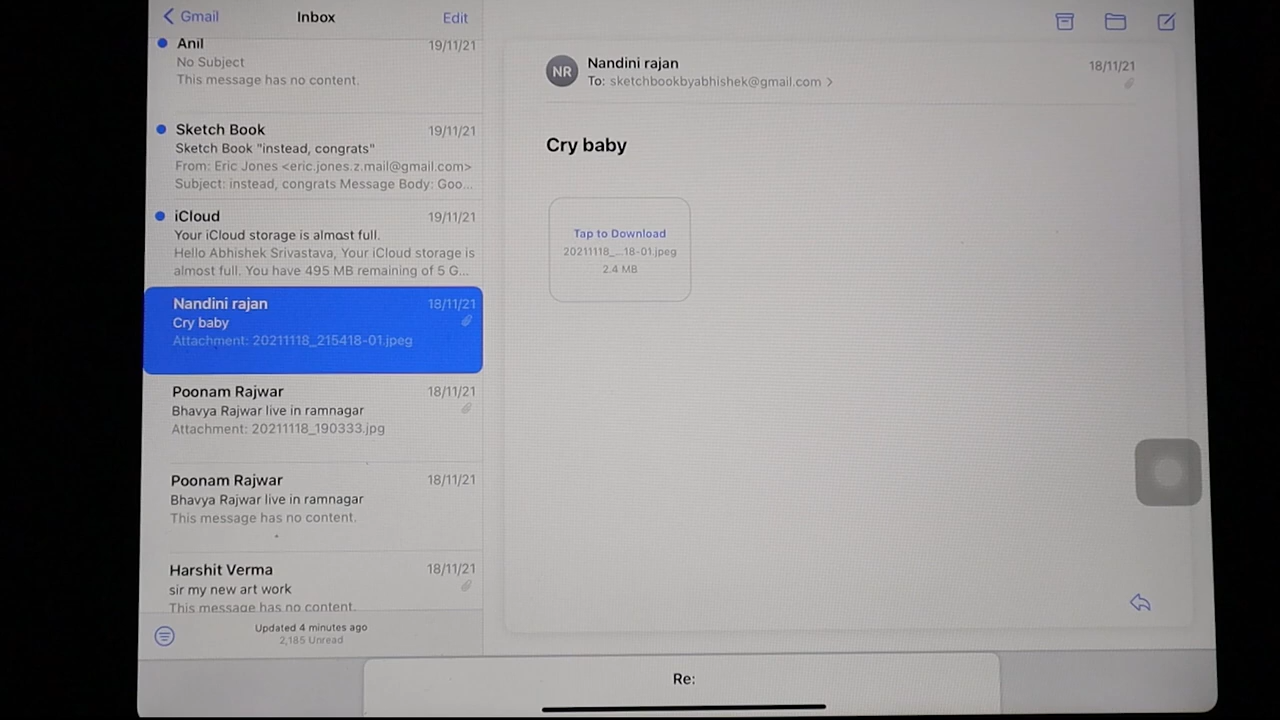 Gmail
Inbox
Edit
Anil
19/11/21
No Subject
This message has no content.
Sketch Book
19/11/21
Sketch Book "instead, congrats"
From: Eric Jones <eric.jones.z.mail@gmail.com>
Subject: instead, congrats Message Body: Goo...
iCloud
19/11/21
Your iCloud storage is almost full.
Hello Abhishek Srivastava, Your iCloud storage is
almost full. You have 495 MB remaining of 5 G...
Nandini rajan
18/11/21
Cry baby
Attachment: 20211118_215418-01.jpeg
Poonam Rajwar
18/11/21
Bhavya Rajwar live in ramnagar
Attachment: 20211118_190333.jpg
Poonam Rajwar
18/11/21
Bhavya Rajwar live in ramnagar
This message has no content.
Harshit Verma
18/11/21
sir my new art work
This message has no content.
Updated 4 minutes ago
2,185 Unread
NR
Nandini rajan
18/11/21
To: sketchbookbyabhishek@gmail.com >
Cry baby
Tap to Download
20211118_...18-01.jpeg
2.4 MB
Re: